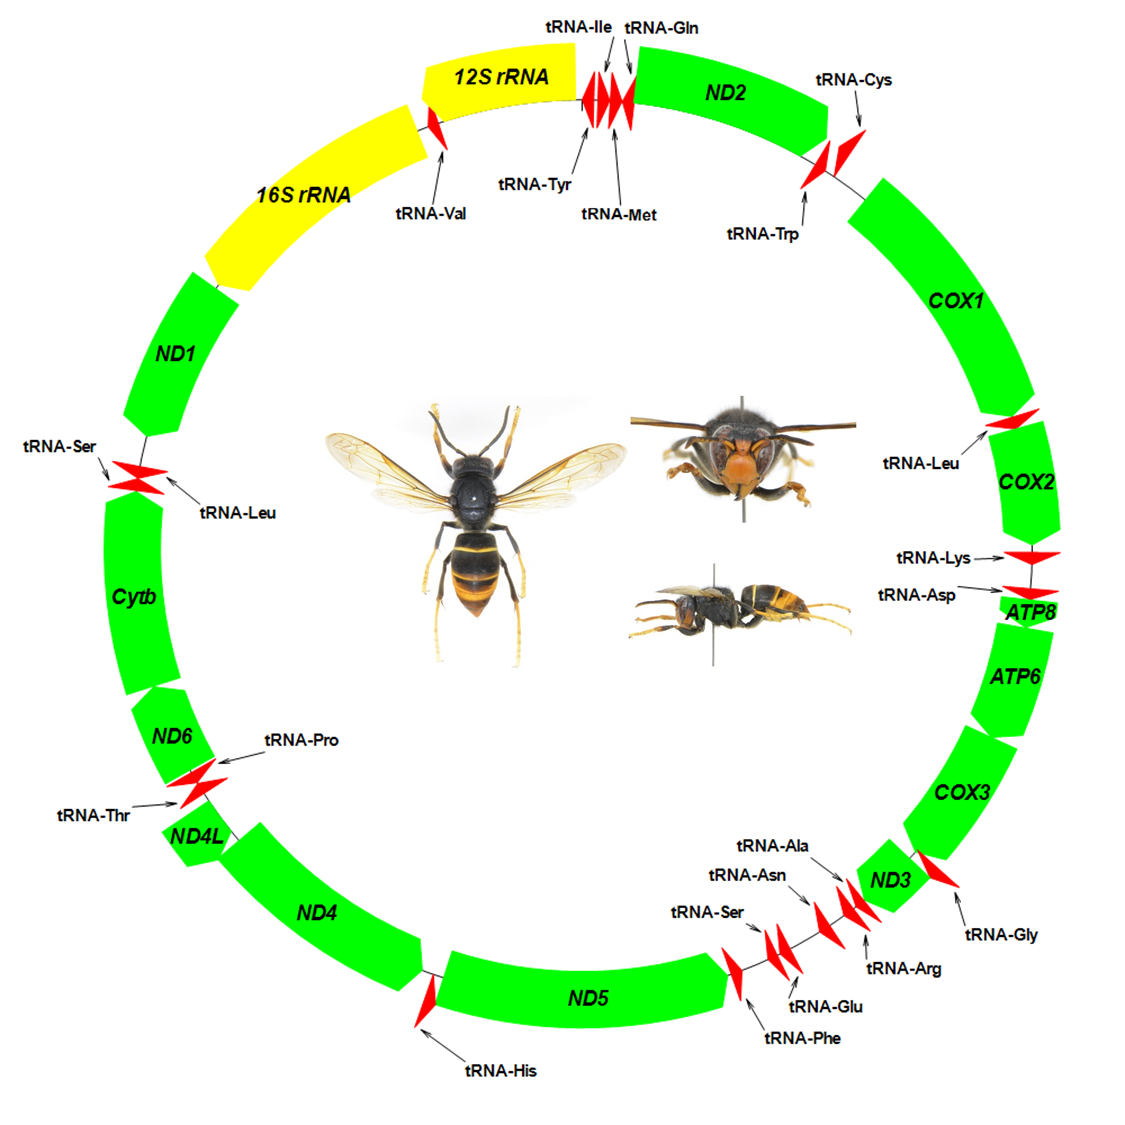 tRNA-Ile
tRNA-Gln
12S rRNA
ND2
tRNA-Cys
tRNA-Tyr
tRNA-Met
tRNA-Val
tRNA-Trp
16S rRNA
COX1
ND1
tRNA-Ser
tRNA-Leu
tRNA-Leu
COX2
tRNA-Lys
tRNA-Asp
Cytb
ATP8
ATP6
ND6
tRNA-Pro
COX3
tRNA-Thr
ND4L
tRNA-Ala
tRNA-Asn
ND3
tRNA-Ser
ND4
tRNA-Gly
tRNA-Arg
ND5
tRNA-Glu
tRNA-Phe
tRNA-His